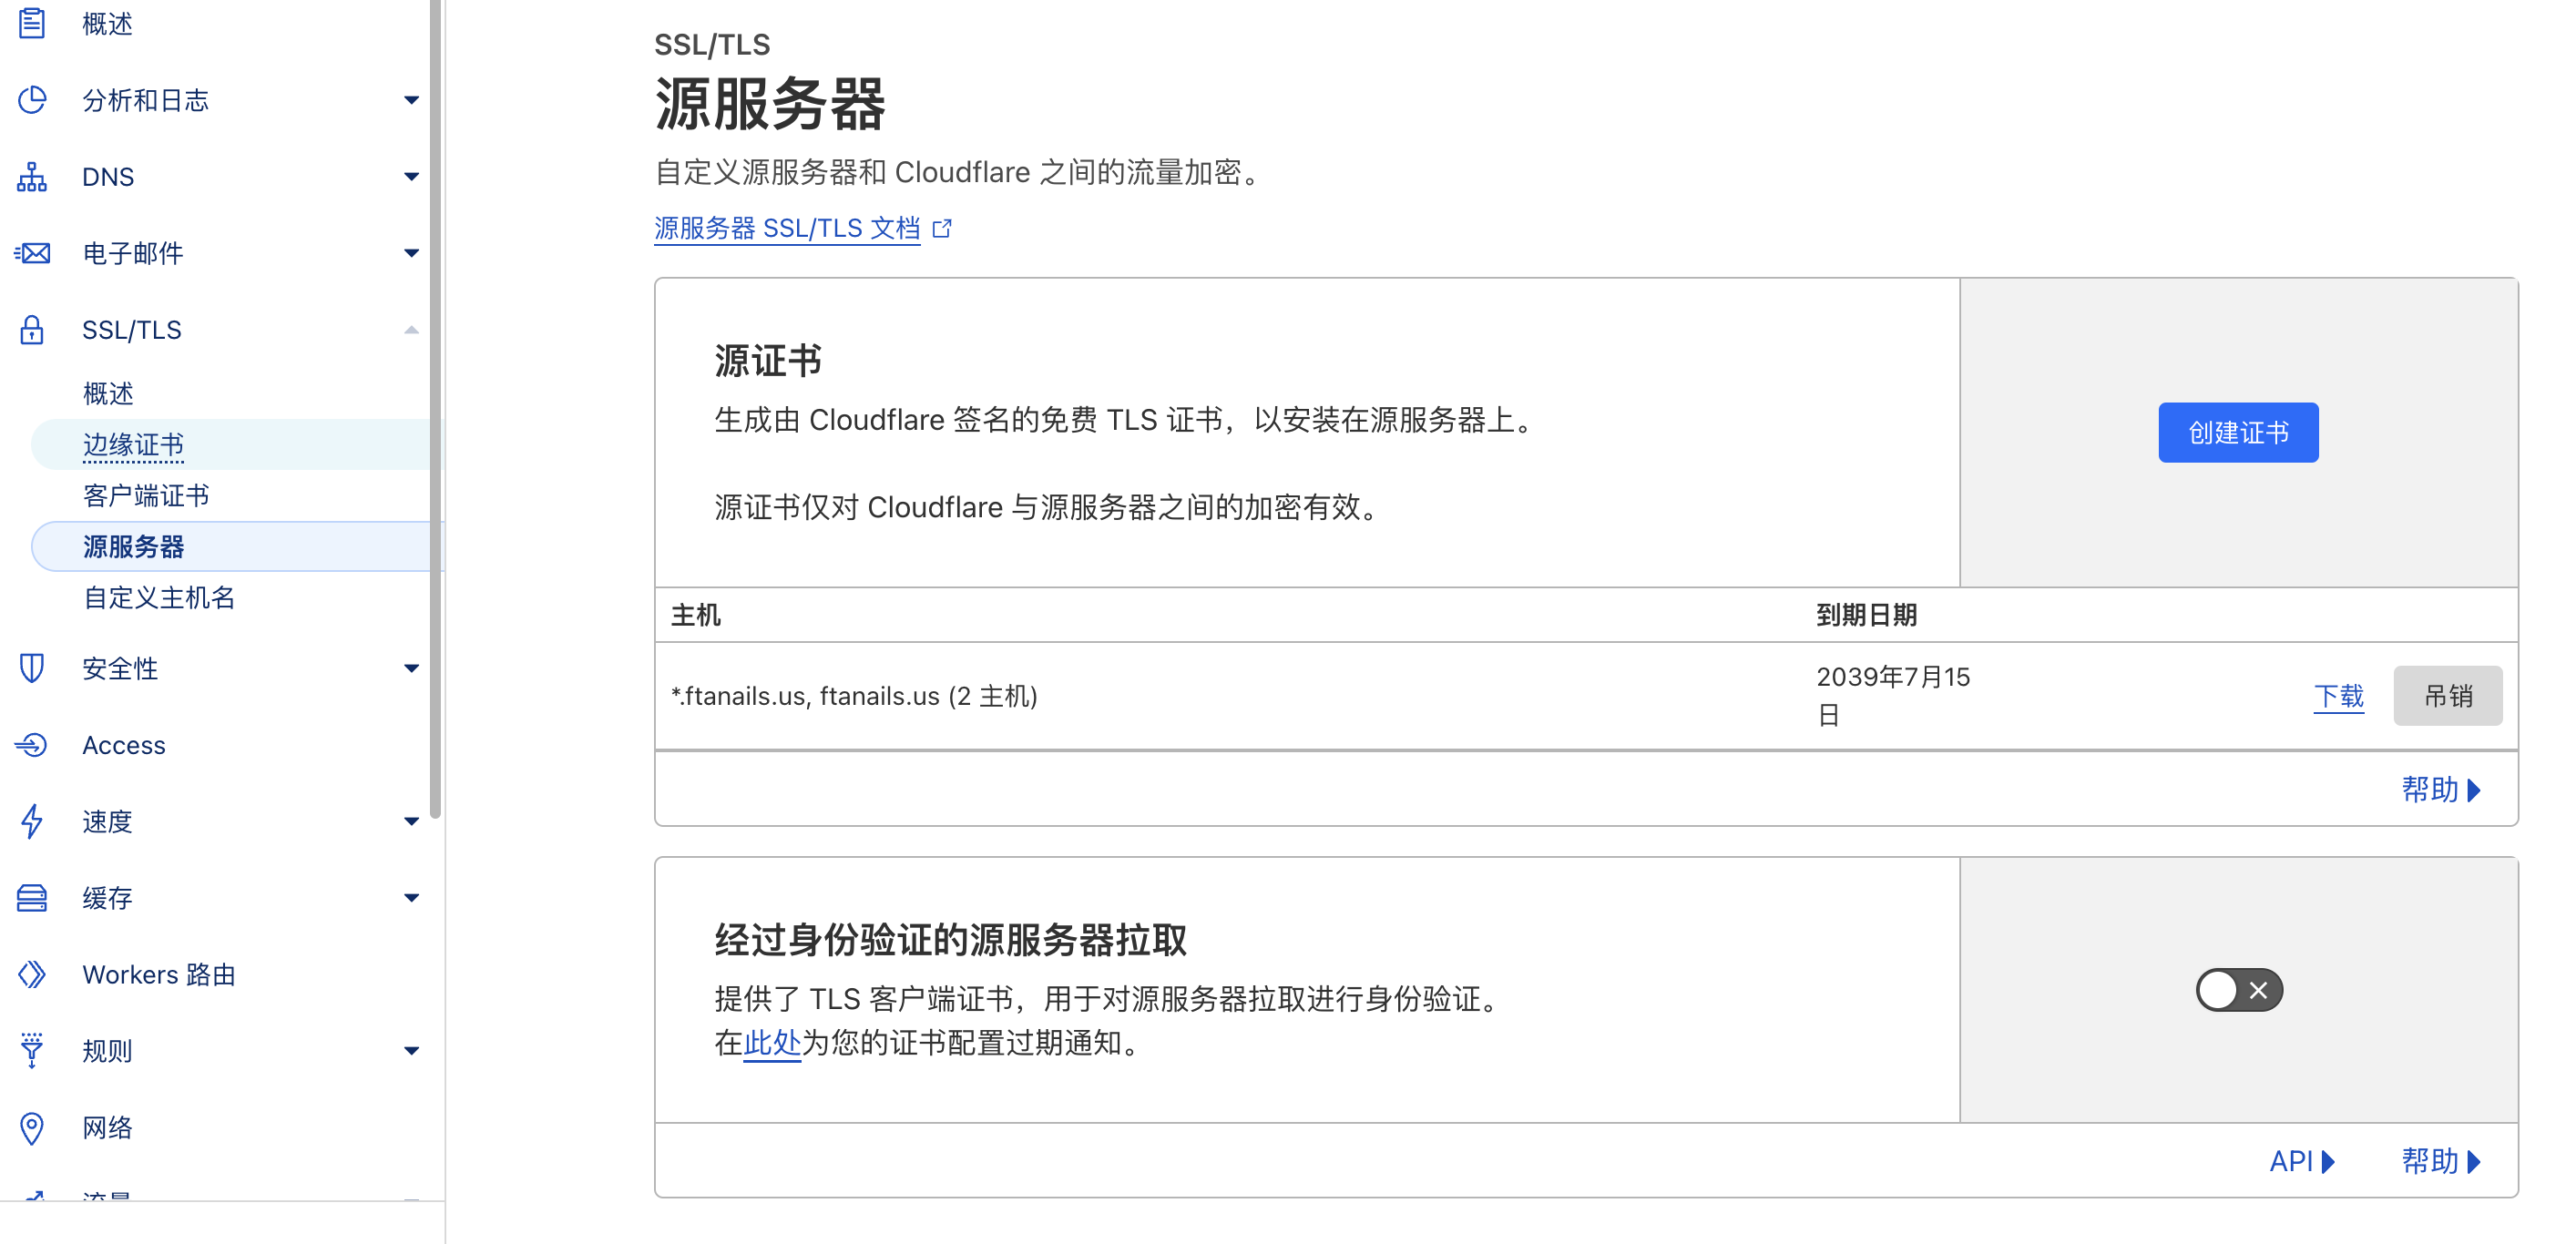 概述
分析和日志
DNS
电子邮件
SSL/TLS
概述
边缘证书
客户端证书
源服务器
自定义主机名
安全性
Access
速度
缓存
Workers 路由
规则
网络
流量
SSL/TLS
源服务器
自定义源服务器和 Cloudflare 之间的流量加密。
源服务器 SSL/TLS 文档
源证书
生成由 Cloudflare 签名的免费 TLS 证书，以安装在源服务器上。
源证书仅对 Cloudflare 与源服务器之间的加密有效。
创建证书
主机 到期日期
*.ftanails.us, ftanails.us (2 主机) 2039年7月15
日
下载 吊销
帮助
经过身份验证的源服务器拉取
提供了 TLS 客户端证书，用于对源服务器拉取进行身份验证。
在此处为您的证书配置过期通知。
API 帮助